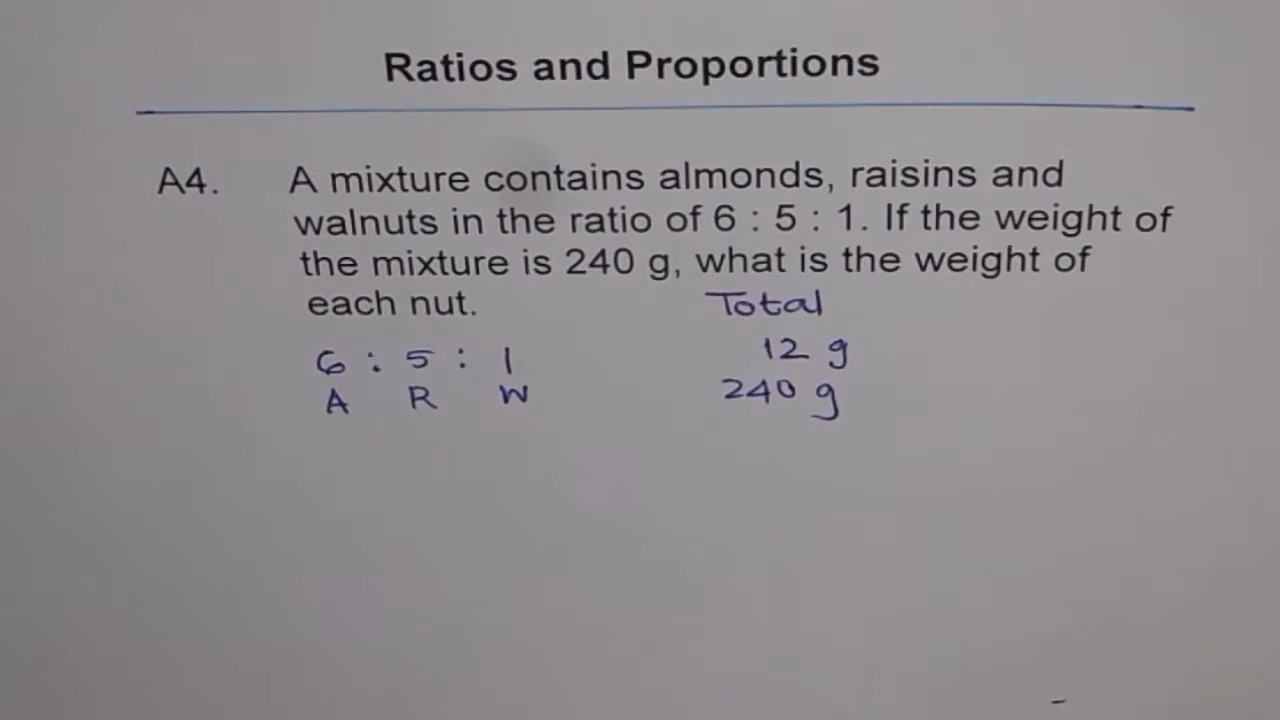 Ratios and Proportions
A4. A mixture contains almonds, raisins and
walnuts in the ratio of 6 : 5 : 1. If the weight of
the mixture is 240 g, what is the weight of
each nut.
Total
6 : 5 : 1 12 g
A R W 240 g